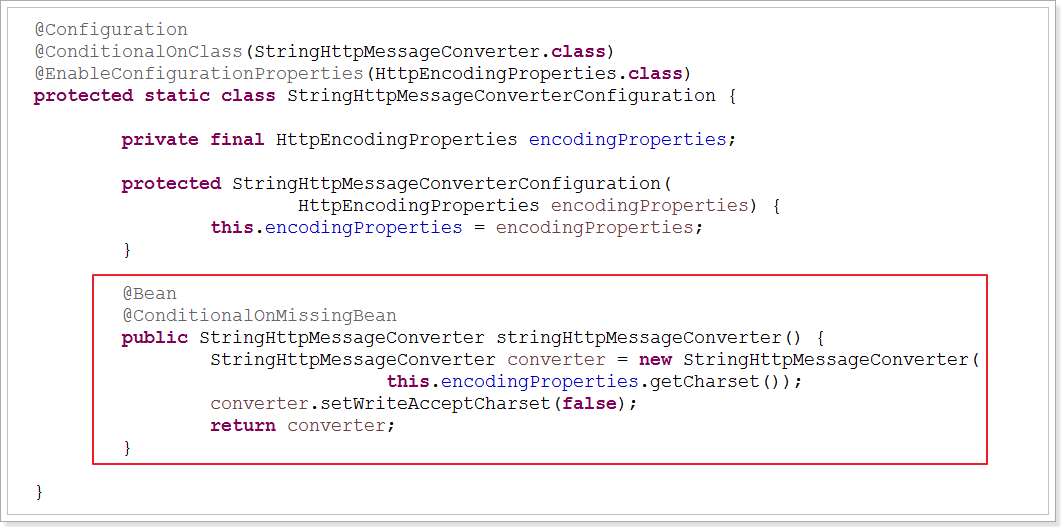 @Configuration
@ConditionalOnClass(StringHttpMessageConverter.class)
@EnableConfigurationProperties(HttpEncodingProperties.class)
protected static class StringHttpMessageConverterConfiguration {
private final HttpEncodingProperties encodingProperties;
protected StringHttpMessageConverterConfiguration(
HttpEncodingProperties encodingProperties) {
this.encodingProperties = encodingProperties;
}
@Bean
@ConditionalOnMissingBean
public StringHttpMessageConverter stringHttpMessageConverter() {
StringHttpMessageConverter converter = new StringHttpMessageConverter(
this.encodingProperties.getCharset());
converter.setWriteAcceptCharset(false);
return converter;
}
}